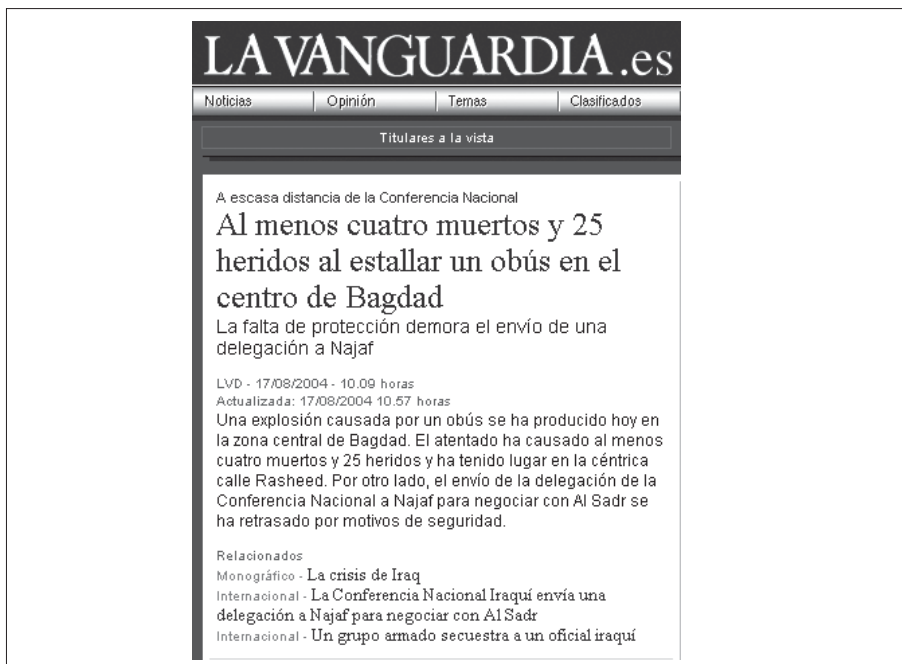 LA VANGUARDIA.es
Noticias Opinión Temas Clasificados
Titulares a la vista
A escasa distancia de la Conferencia Nacional
Al menos cuatro muertos y 25
heridos al estallar un obús en el
centro de Bagdad
La falta de protección demora el envío de una
delegación a Najaf
LVD - 17/08/2004 - 10.09 horas
Actualizada: 17/08/2004 10.57 horas
Una explosión causada por un obús se ha producido hoy en
la zona central de Bagdad. El atentado ha causado al menos
cuatro muertos y 25 heridos y ha tenido lugar en la céntrica
calle Rasheed. Por otro lado, el envío de la delegación de la
Conferencia Nacional a Najaf para negociar con Al Sadr se
ha retrasado por motivos de seguridad.
Relacionados
Monográfico - La crisis de Iraq
Internacional - La Conferencia Nacional Iraquí envía una
delegación a Najaf para negociar con Al Sadr
Internacional - Un grupo armado secuestra a un oficial iraquí